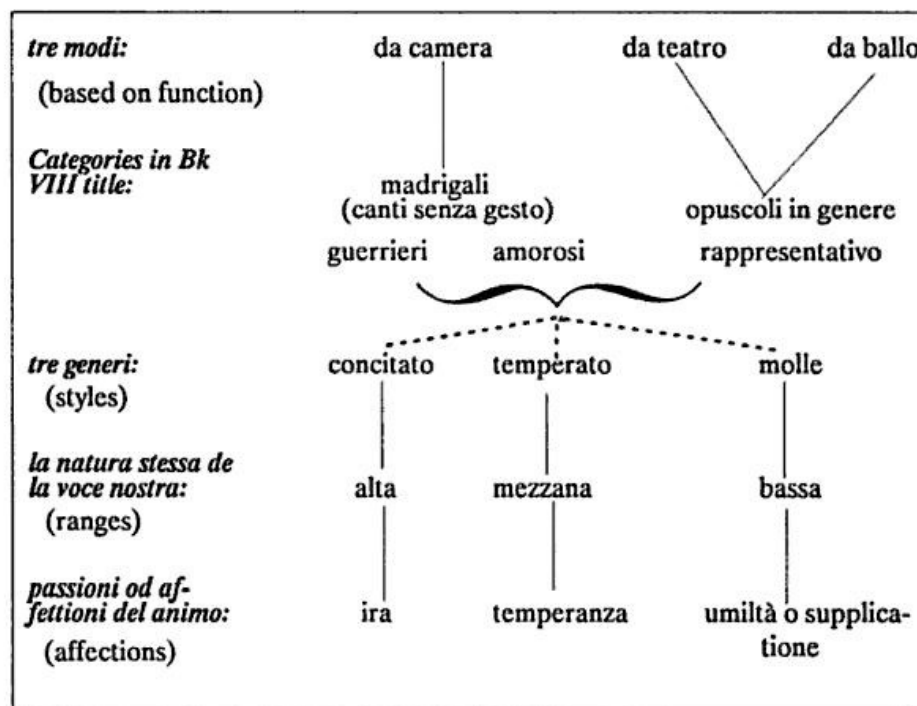 tre modi: da camera da teatro da ballo
(based on function)
Categories in Bk
VIII title:
madrigali
(canti senza gesto) opuscoli in genere
guerrieri amorosi rappresentativo
tre generi: concitato temperato molle
(styles)
la natura stessa de
la voce nostra: alta mezzana bassa
(ranges)
passioni od af-
fettioni del animo: ira temperanza umiltà o supplica-
(affections) tione